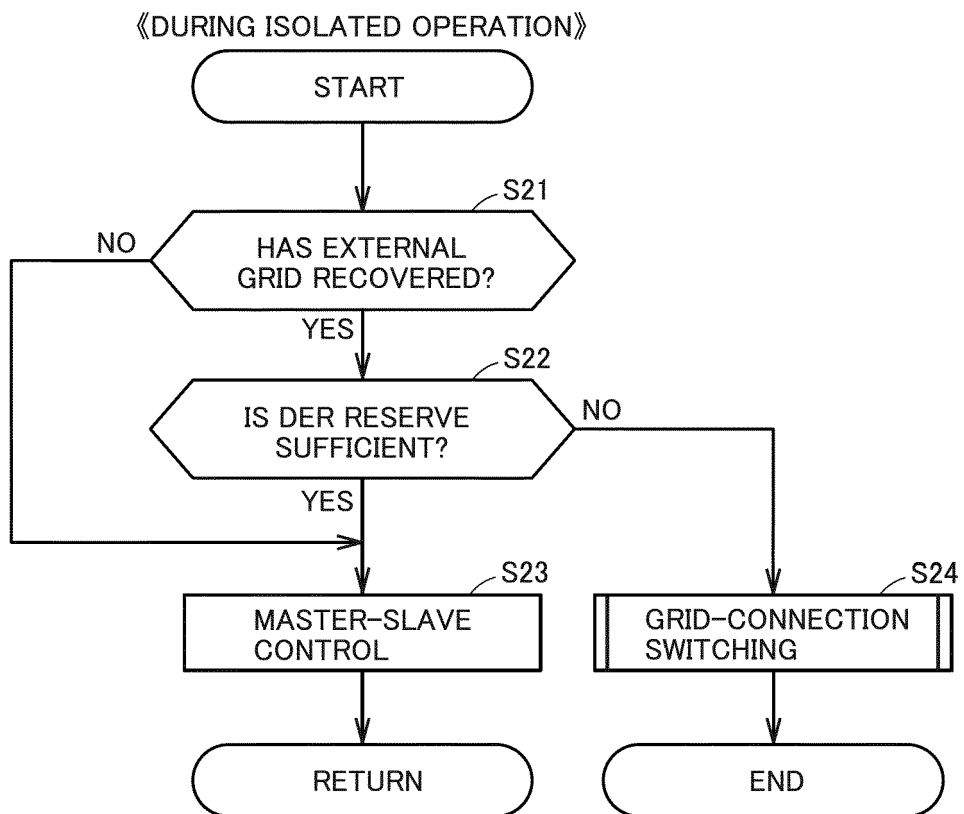 《DURING ISOLATED OPERATION》
START
S21
HAS EXTERNAL
GRID RECOVERED?
NO
YES
S22
IS DER RESERVE
SUFFICIENT?
NO
YES
S23
MASTER-SLAVE
CONTROL
S24
GRID-CONNECTION
SWITCHING
RETURN
END